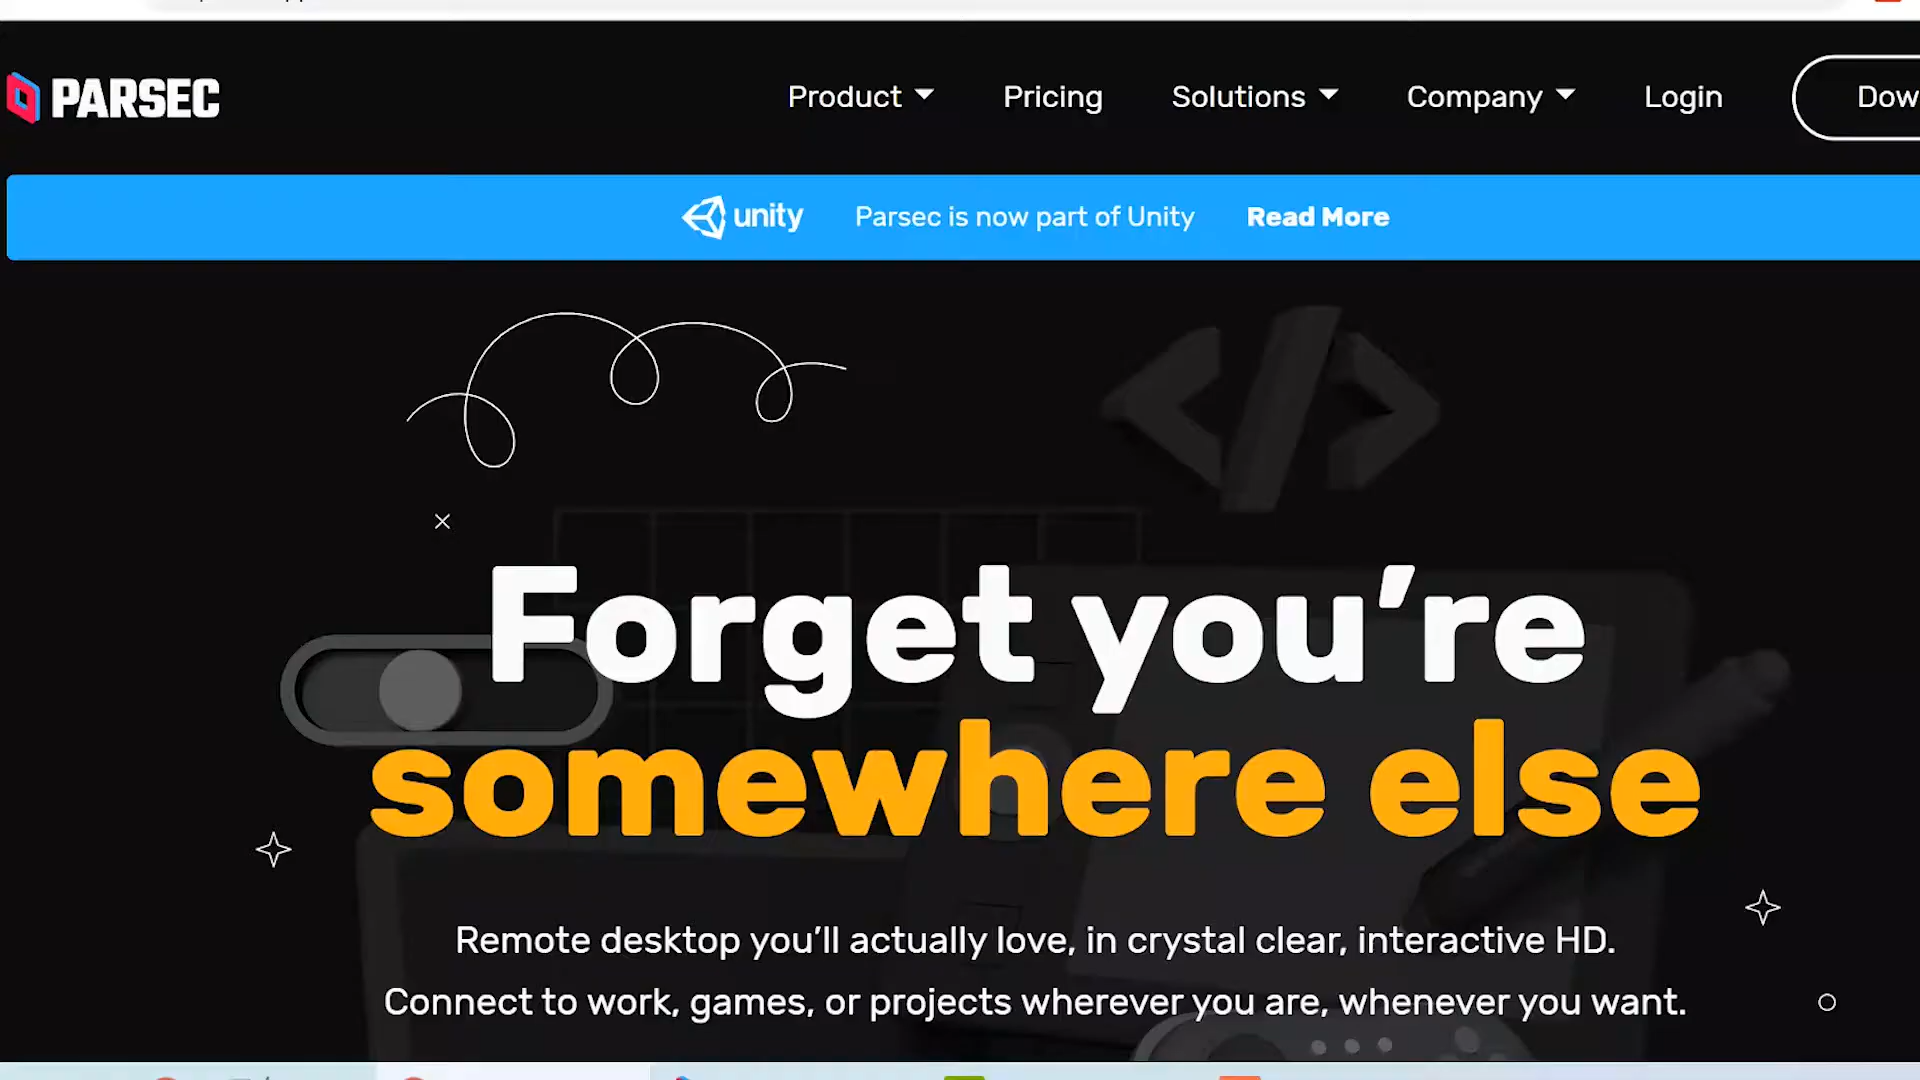 PARSEC
Product
Pricing
Solutions
Company
Login
Dow
unity
Parsec is now part of Unity
Read More
Forget you’re
somewhere else
Remote desktop you’ll actually love, in crystal clear, interactive HD.
Connect to work, games, or projects wherever you are, whenever you want.